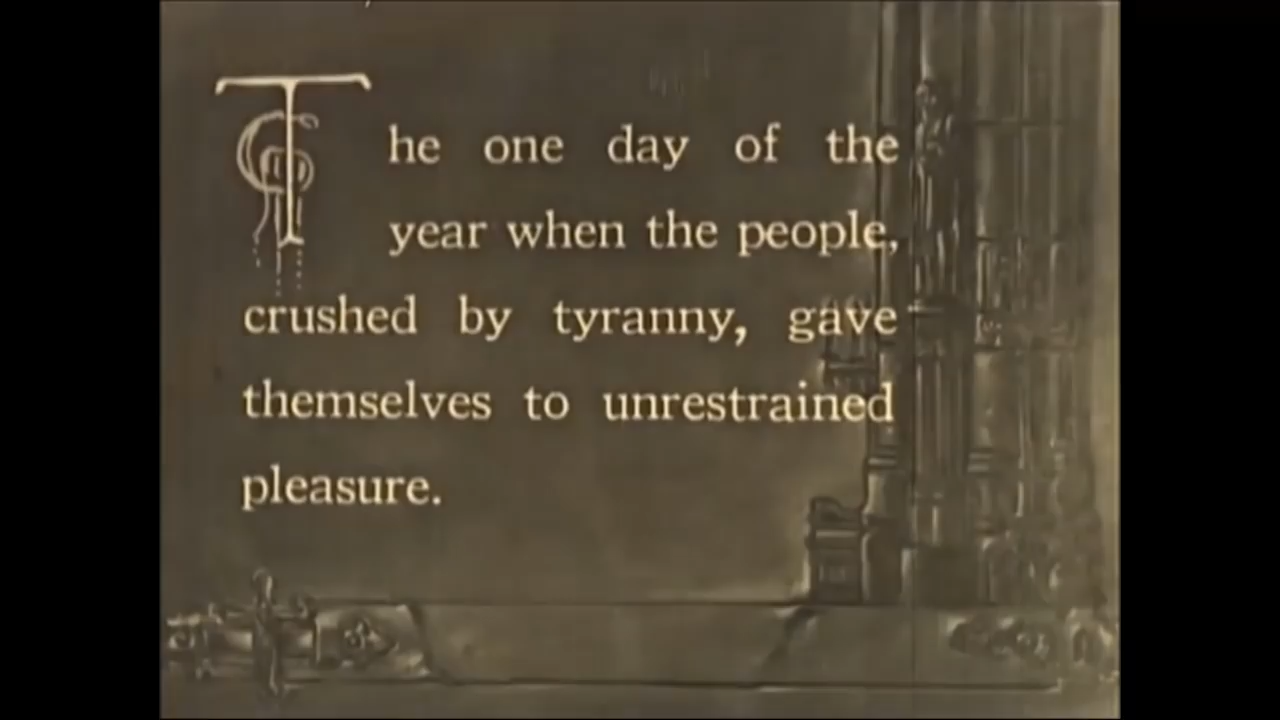 The one day of the
year when the people,
crushed by tyranny, gave
themselves to unrestrained
pleasure.